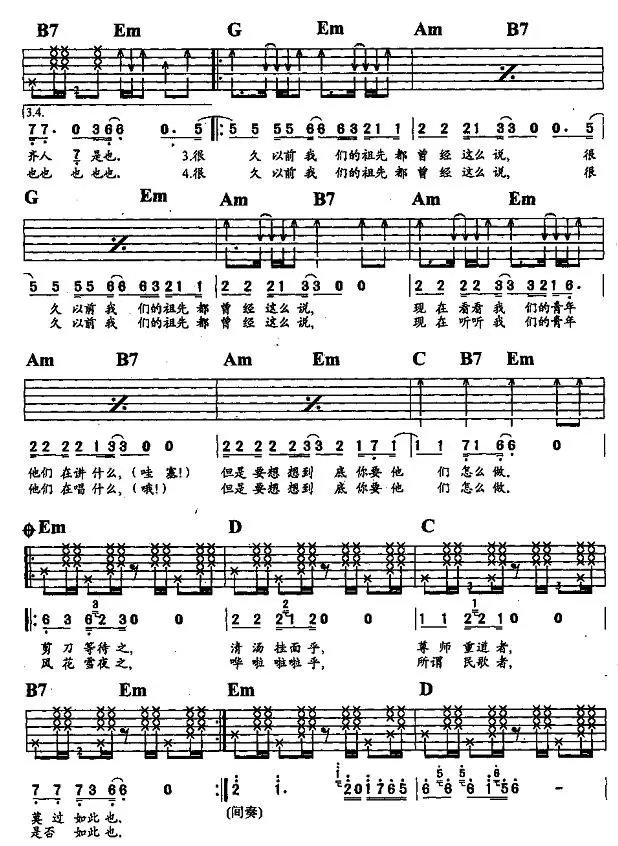 B7 Em G Em Am B7
3.4.
7 7· 0 3 6 6 0· 5 5 5 5 5 6 6 6 3 2 1 1 2 2 2 1 3 3 0 0· 5
齐人 7 是也. 3.很 久 以前我 们的祖先都 曾 经 这么 说, 很
也也 也 也也. 4.很 久 以前我 们的祖先都 曾 经 这么 说, 很
G Em Am B7 Am Em
5 5 5 5 6 6 6 3 2 1 1 2 2 2 1 3 3 0 0 2 2 2 2 3 3 3 2 1 6
久 以前我 们的祖先都 曾 经 这么 说, 现 在 看看 我 们的青年
久 以前我 们的祖先都 曾 经 这么 说, 现 在 听听 我 们的青年
Am B7 Am Em C B7 Em
2 2 2 2 1 3 3 0 0 2 2 2 2 2 3 3 2 1 7 1 1 1 7 1 6 6 0
他们 在讲 什么, (哇 塞!) 但是 要想 想到 底 你要 他 们 怎么 做.
他们 在唱 什么, (哦!) 但是 要想 想到 底 你要 他 们 怎么 做.
Em D C
6 3 6 2 3 0 0 2 2 2 1 2 0 0 1 1 2 2 1 0 0
3 2 1
剪 刀 等待 之, 清 汤 挂面 乎, 尊 师 重道 者,
风 花 雪夜 之, 哗 啦 啦啦 乎, 所 谓 民歌 者,
B7 Em Em D
7 7 7 3 6 6 0 2 1· 2 0 1 7 6 5 6 6 5 6 6 -
莫 过 如此 也. (间奏)
是 否 如此 也.